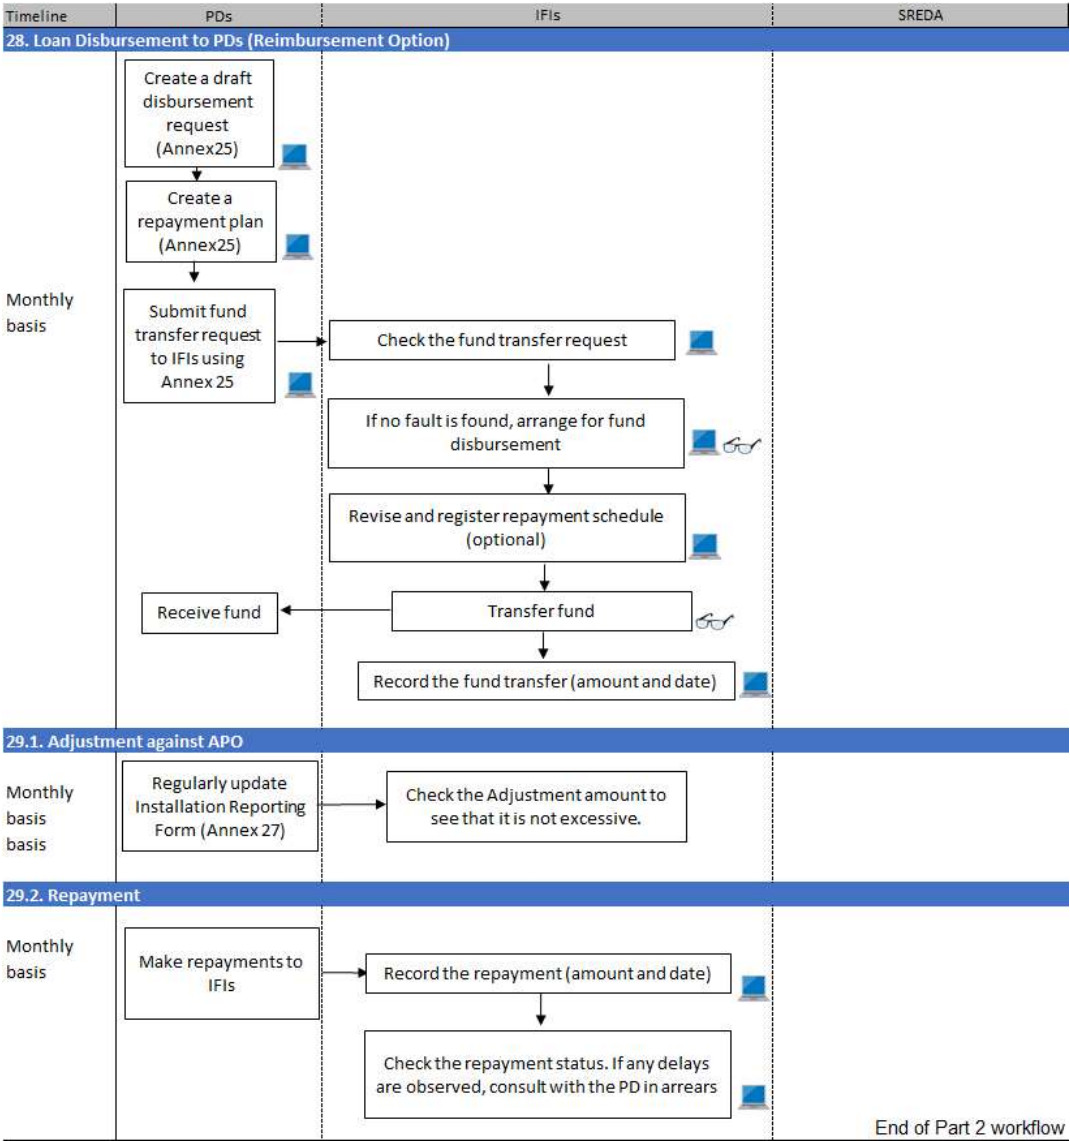 Timeline
PDs
IFIs
SREDA
28. Loan Disbursement to PDs (Reimbursement Option)
Create a draft
disbursement
request
(Annex25)
Create a
repayment plan
(Annex25)
Monthly
basis
Submit fund
transfer request
to IFIs using
Annex 25
Check the fund transfer request
If no fault is found, arrange for fund
disbursement
Revise and register repayment schedule
(optional)
Transfer fund
Receive fund
Record the fund transfer (amount and date)
29.1. Adjustment against APO
Monthly
basis
basis
Regularly update
Installation Reporting
Form (Annex 27)
Check the Adjustment amount to
see that it is not excessive.
29.2. Repayment
Monthly
basis
Make repayments to
IFIs
Record the repayment (amount and date)
Check the repayment status. If any delays
are observed, consult with the PD in arrears
End of Part 2 workflow